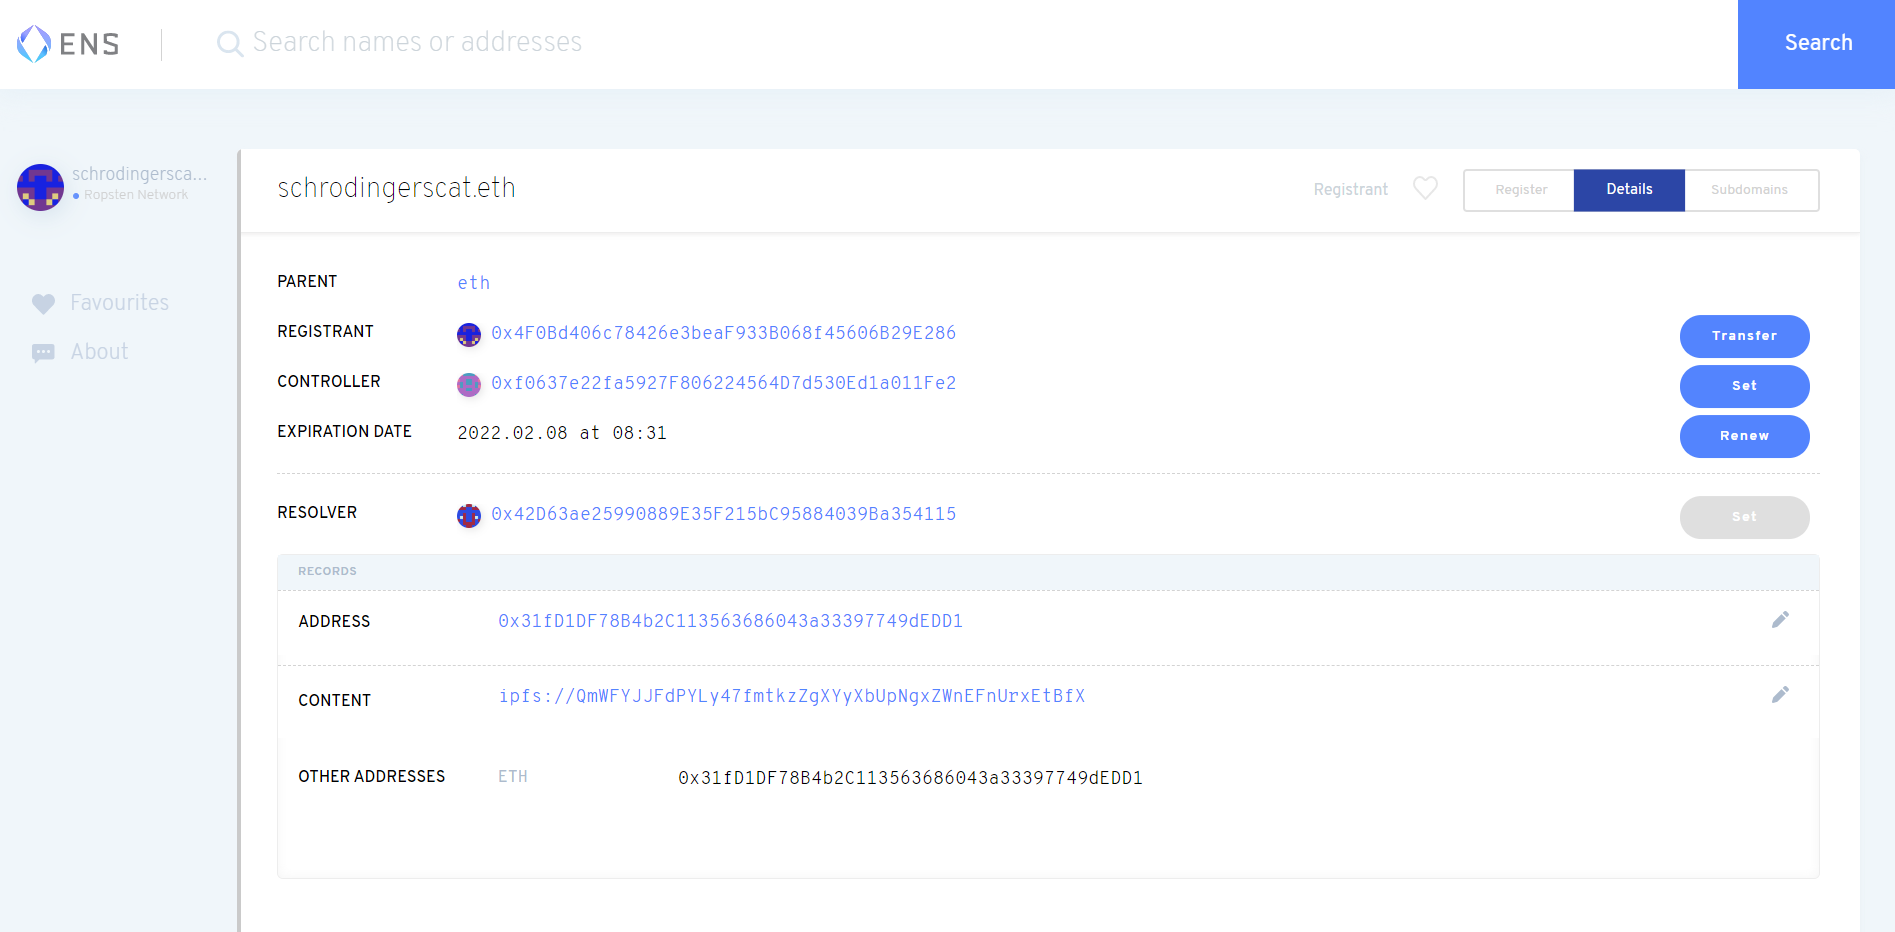 ENS
Search names or addresses
Search
schrodingersca...
Ropsten Network
Favourites
About
schrodingerscat.eth
Registrant
Register
Details
Subdomains
PARENT
eth
REGISTRANT
0x4F0Bd406c78426e3beaF933B068f45606B29E286
Transfer
CONTROLLER
0xf0637e22fa5927F806224564D7d530Ed1a011Fe2
Set
EXPIRATION DATE
2022.02.08 at 08:31
Renew
RESOLVER
0x42D63ae25990889E35F215bC95884039Ba354115
Set
RECORDS
ADDRESS
0x31fD1DF78B4b2C113563686043a33397749dEDD1
CONTENT
ipfs://QmWFYJJFdPYLy47fmtkzZgXYyXbUpNgxZWnEFnUrxEtBfX
OTHER ADDRESSES
ETH
0x31fD1DF78B4b2C113563686043a33397749dEDD1